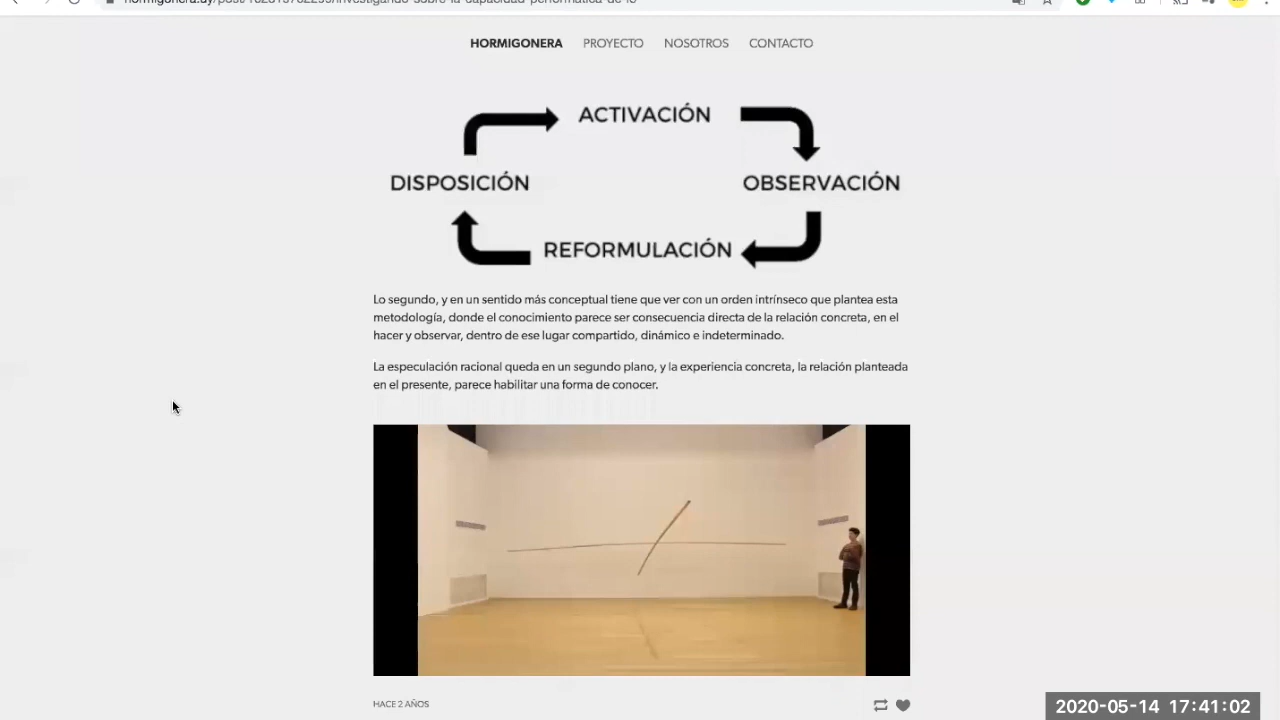 HORMIGONERA PROYECTO NOSOTROS CONTACTO
ACTIVACIÓN
DISPOSICIÓN OBSERVACIÓN
REFORMULACIÓN
Lo segundo, y en un sentido más conceptual tiene que ver con un orden intrínseco que plantea esta
metodología, donde el conocimiento parece ser consecuencia directa de la relación concreta, en el
hacer y observar, dentro de ese lugar compartido, dinámico e indeterminado.
La especulación racional queda en un segundo plano, y la experiencia concreta, la relación planteada
en el presente, parece habilitar una forma de conocer.
HACE 2 AÑOS
2020-05-14 17:41:02